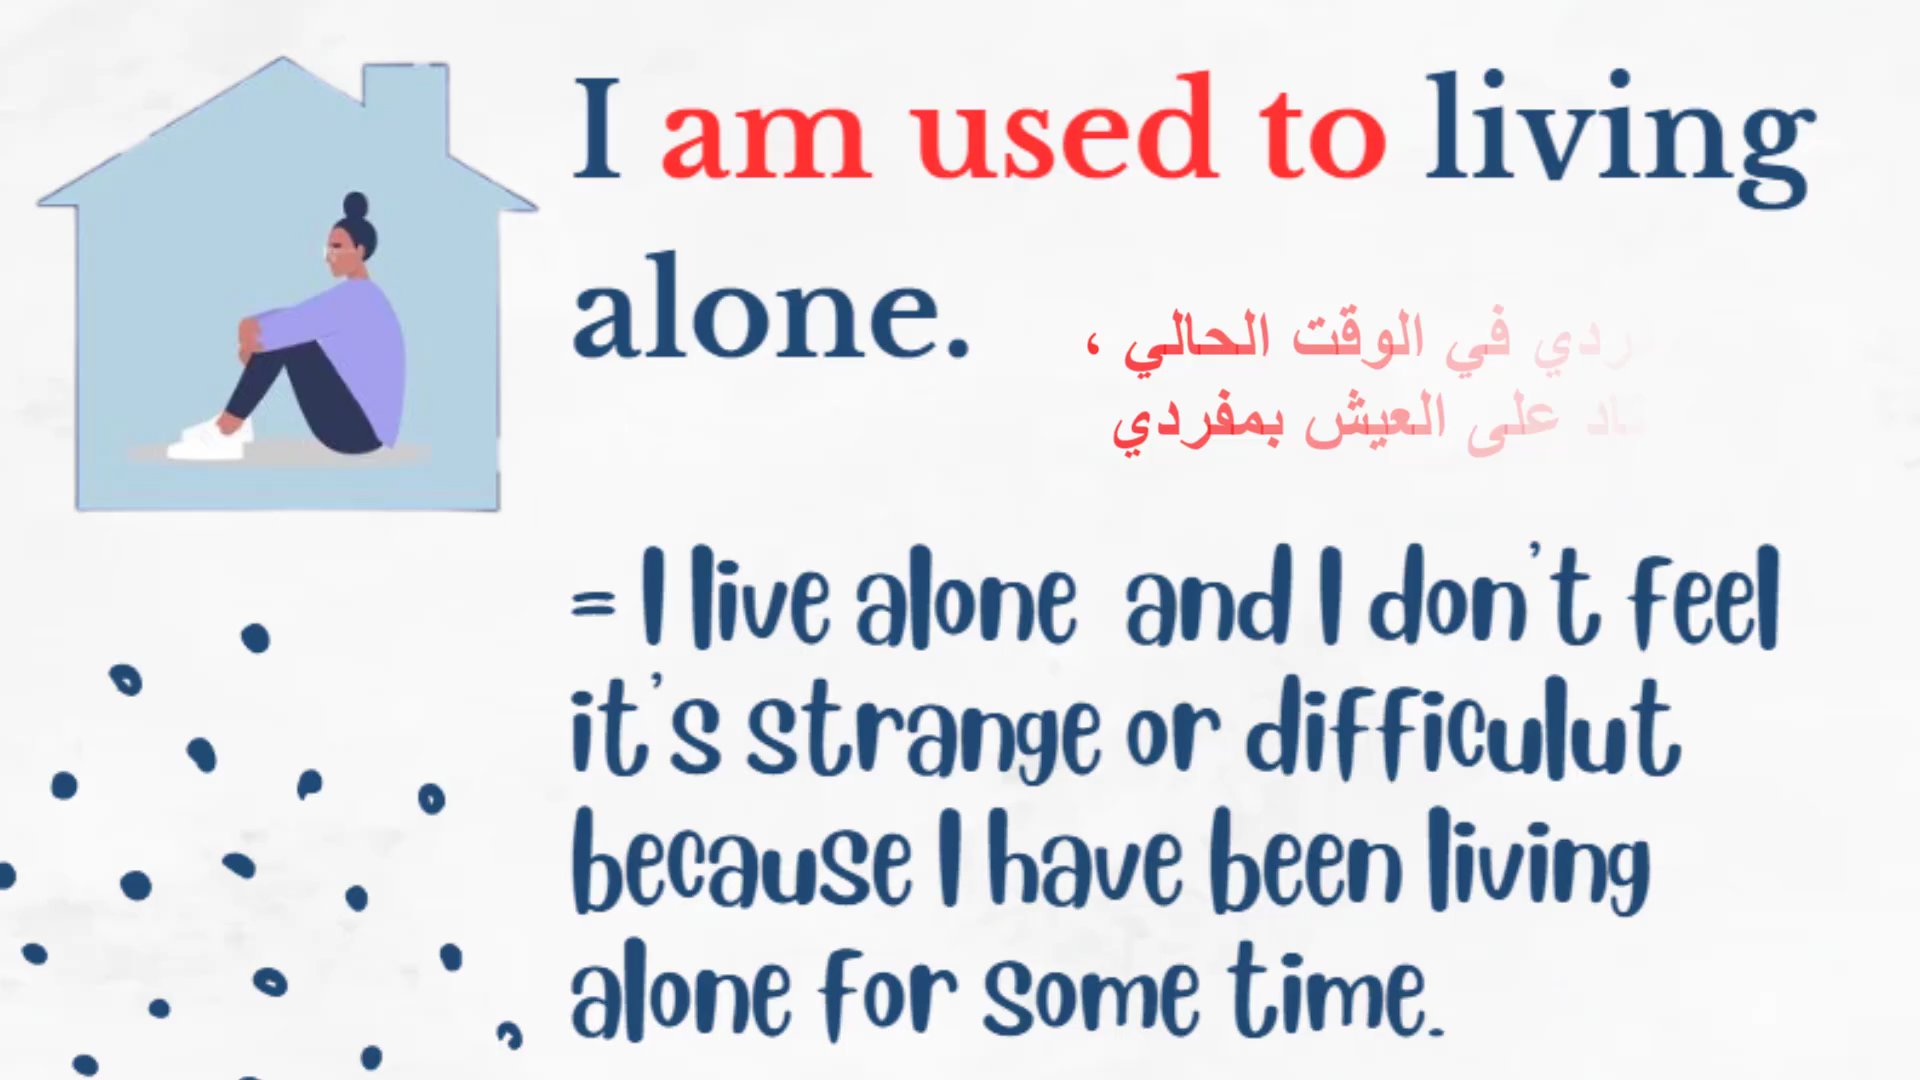 I am used to living
alone.
في الوقت الحالي ،
على العيش بمفردي
= I live alone and I don't feel
it's strange or difficulut
because I have been living
alone for some time.